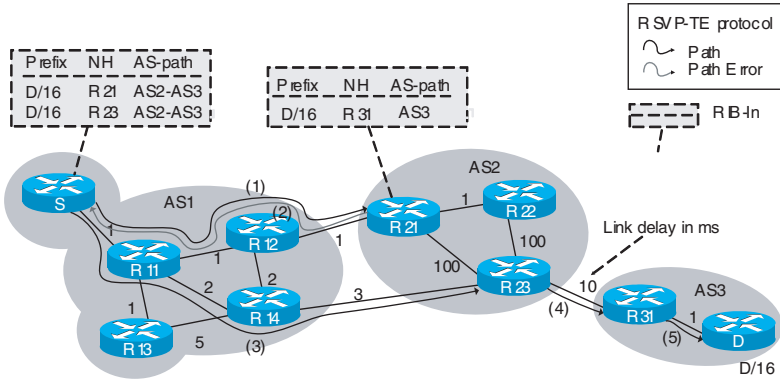 Prefix NH AS-path
D/16 R21 AS2-AS3
D/16 R23 AS2-AS3
Prefix NH AS-path
D/16 R31 AS3
RSVP-TE protocol
Path
Path Error
RIB-In
AS1
(1)
(2)
AS2
S
1
R11
1
R12
1
R21
1
R22
100
100
R23
Link delay in ms
10
(4)
AS3
R31
1
(5)
D
D/16
2
2
R14
3
1
R13
5
(3)